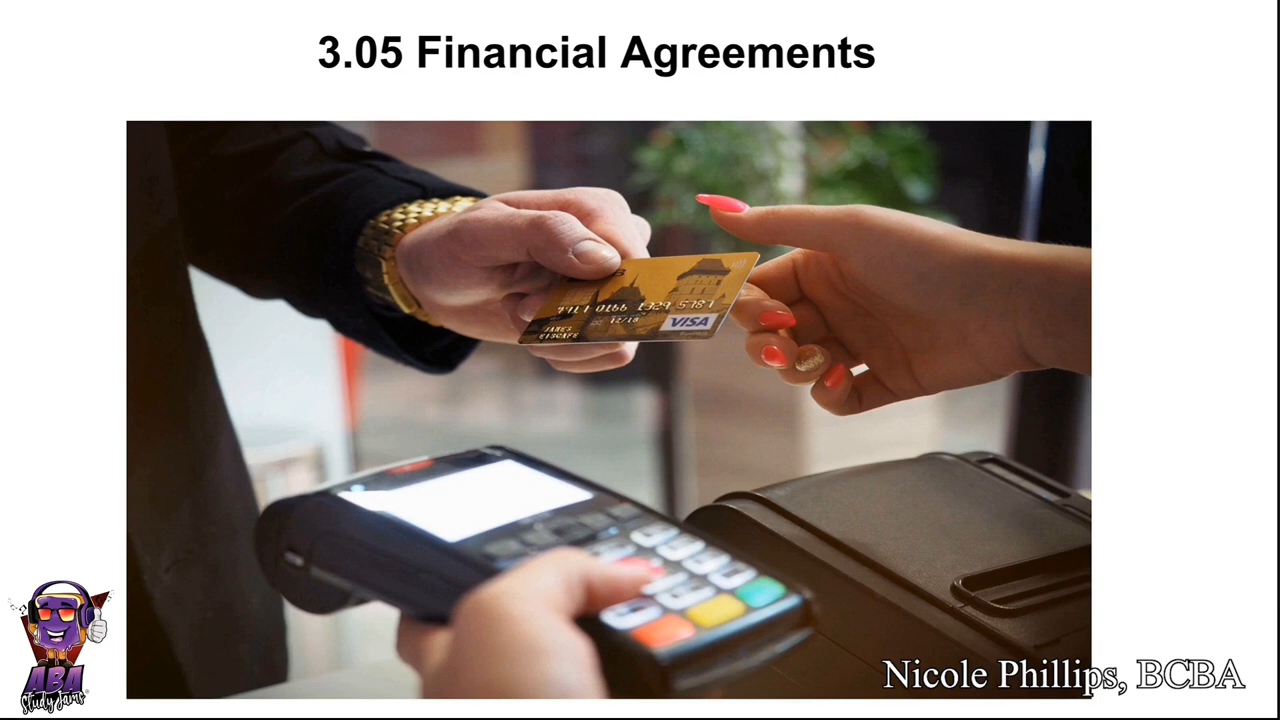 3.05 Financial Agreements
VISA
ABA
Study Jams
Nicole Phillips, BCBA